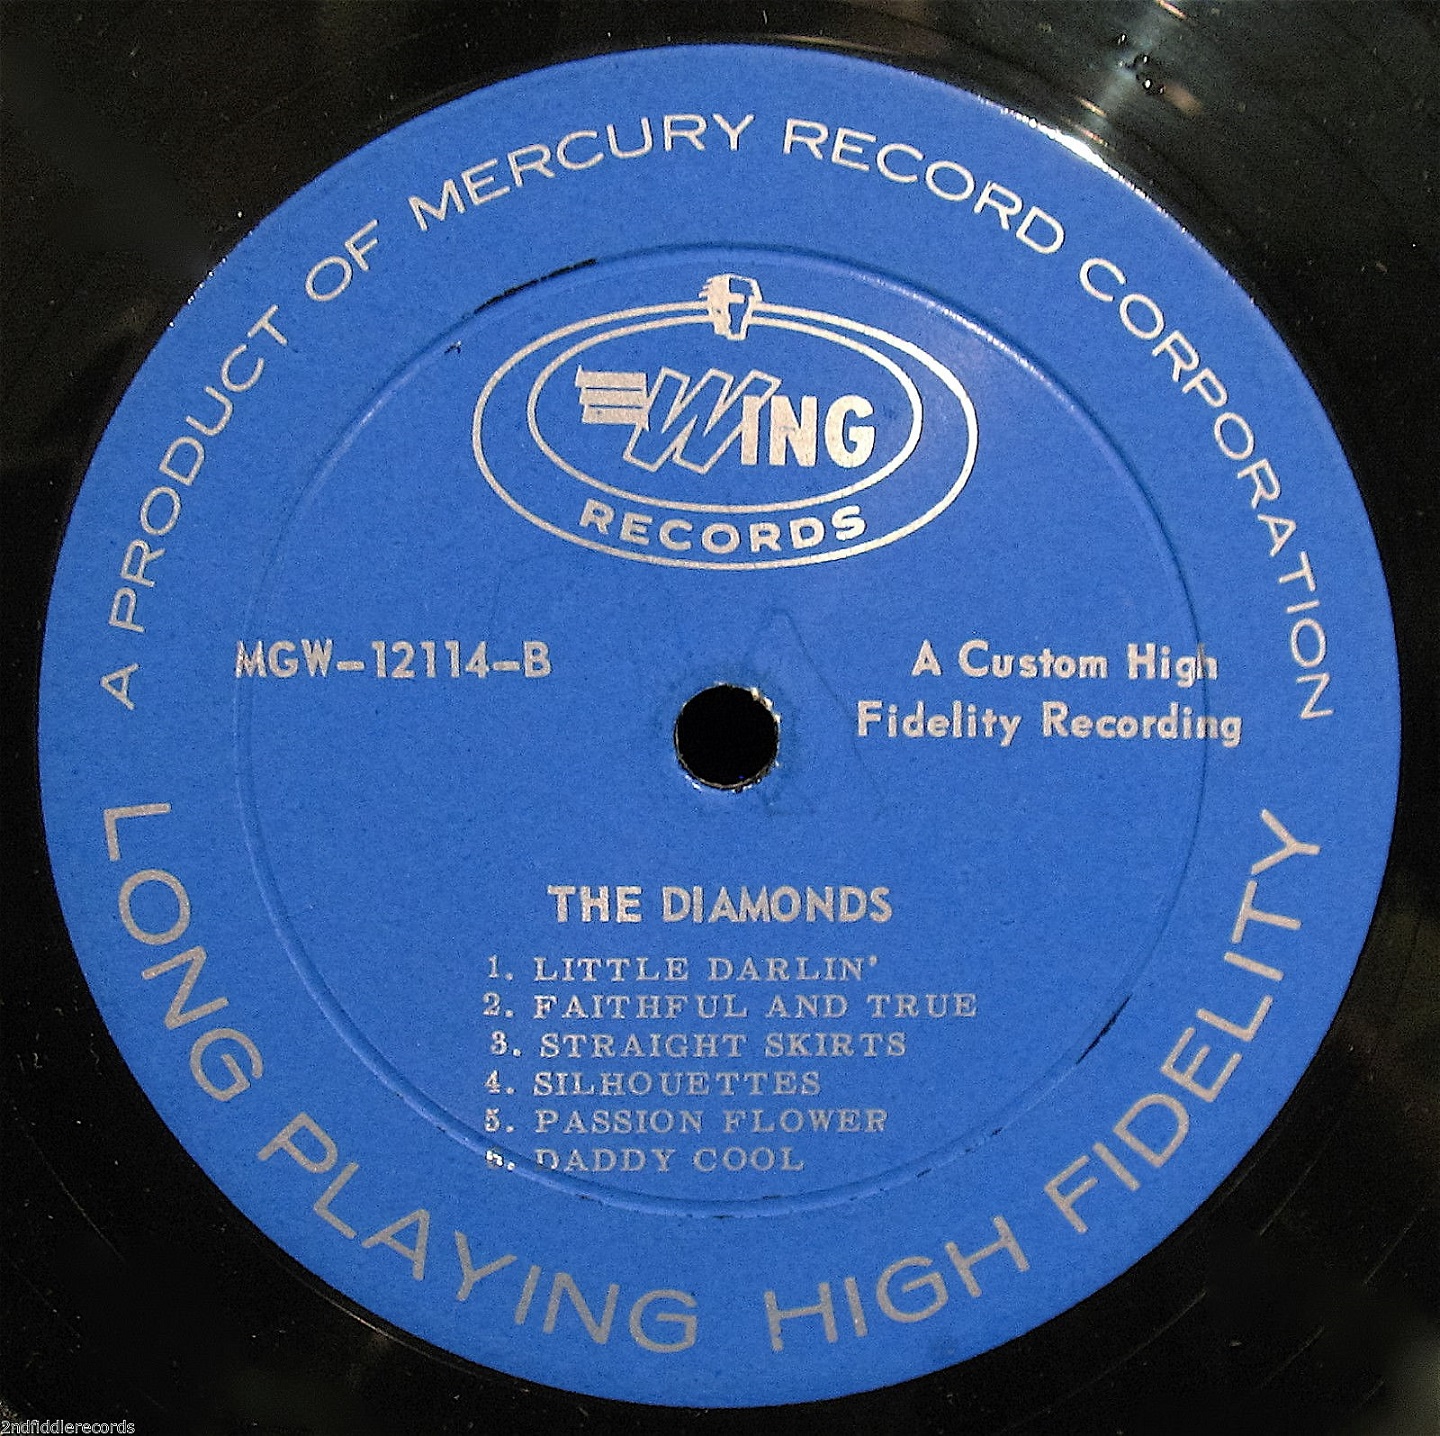 A PRODUCT OF MERCURY RECORD CORPORATION
WING
RECORDS
MGW-12114-B
A Custom High
Fidelity Recording
THE DIAMONDS
1. LITTLE DARLIN'
2. FAITHFUL AND TRUE
3. STRAIGHT SKIRTS
4. SILHOUETTES
5. PASSION FLOWER
6. DADDY COOL
LONG PLAYING HIGH FIDELITY
2ndfiddlerecords